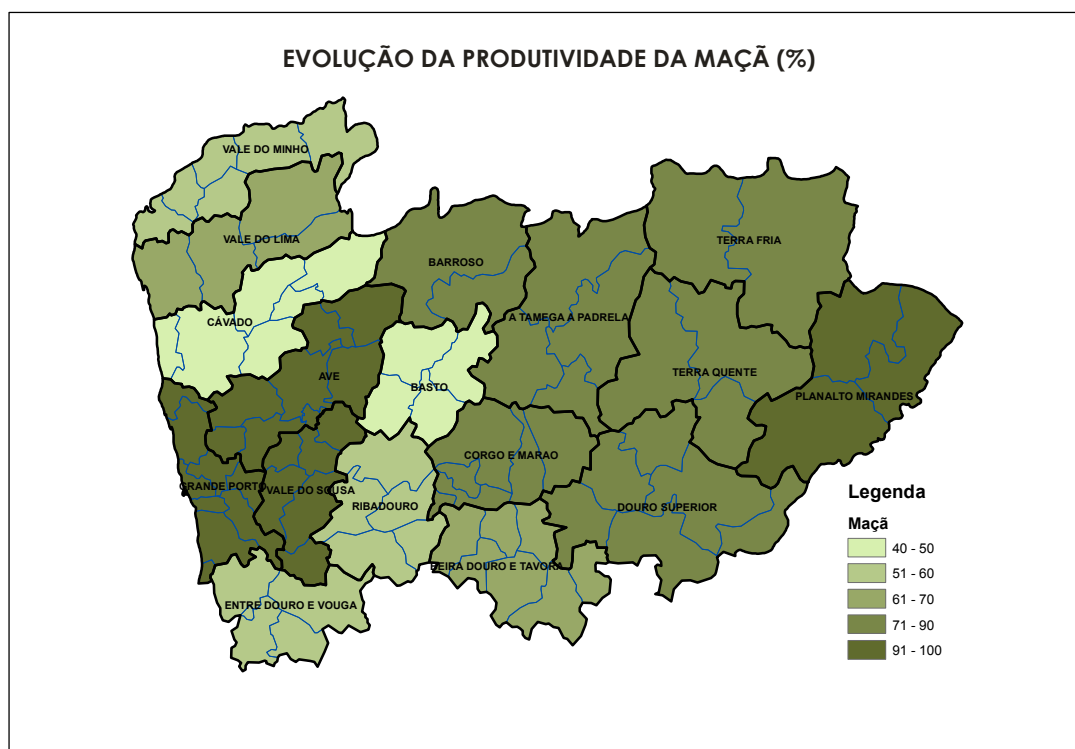 EVOLUÇÃO DA PRODUTIVIDADE DA MAÇÃ (%)
VALE DO MINHO
VALE DO LIMA
TERRA FRIA
BARROSO
CÁVADO
A TAMEGA A PADRELA
TERRA QUENTE
AVE
BASTO
PLANALTO MIRANDES
CORGO E MARAO
GRANDE PORTO
VALE DO SOUSA
RIBADOURO
DOURO SUPERIOR
BEIRA DOURO E TAVORA
ENTRE DOURO E VOUGA
Legenda
Maçã
40 - 50
51 - 60
61 - 70
71 - 90
91 - 100